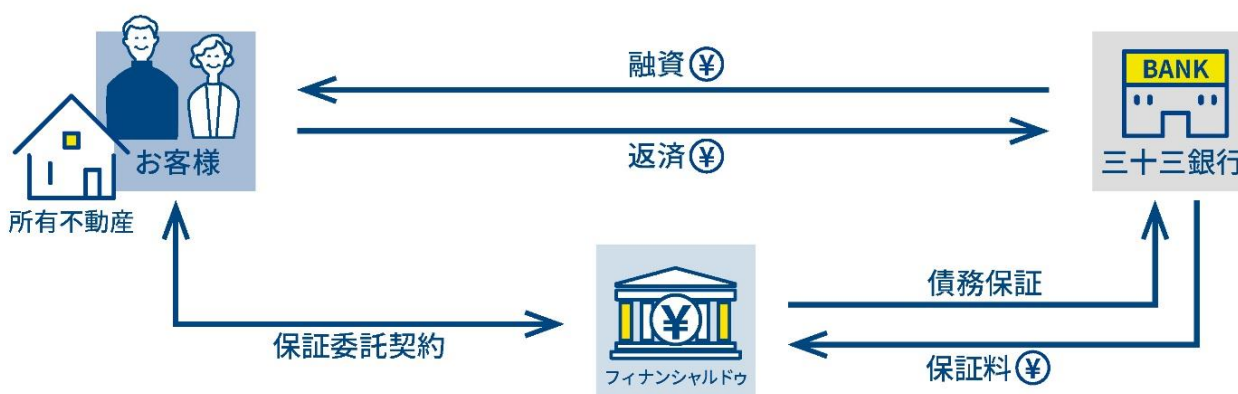 融資¥
BANK
返済¥
お客様
三十三銀行
所有不動産
債務保証
¥
保証委託契約
保証料¥
フィナンシャルドゥ